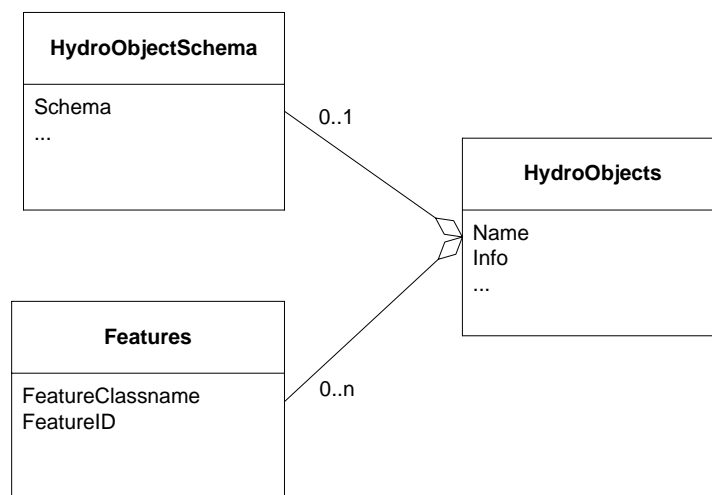 HydroObjectSchema
Schema
...
0..1
HydroObjects
Name
Info
...
Features
FeatureClassname
FeatureID
0..n